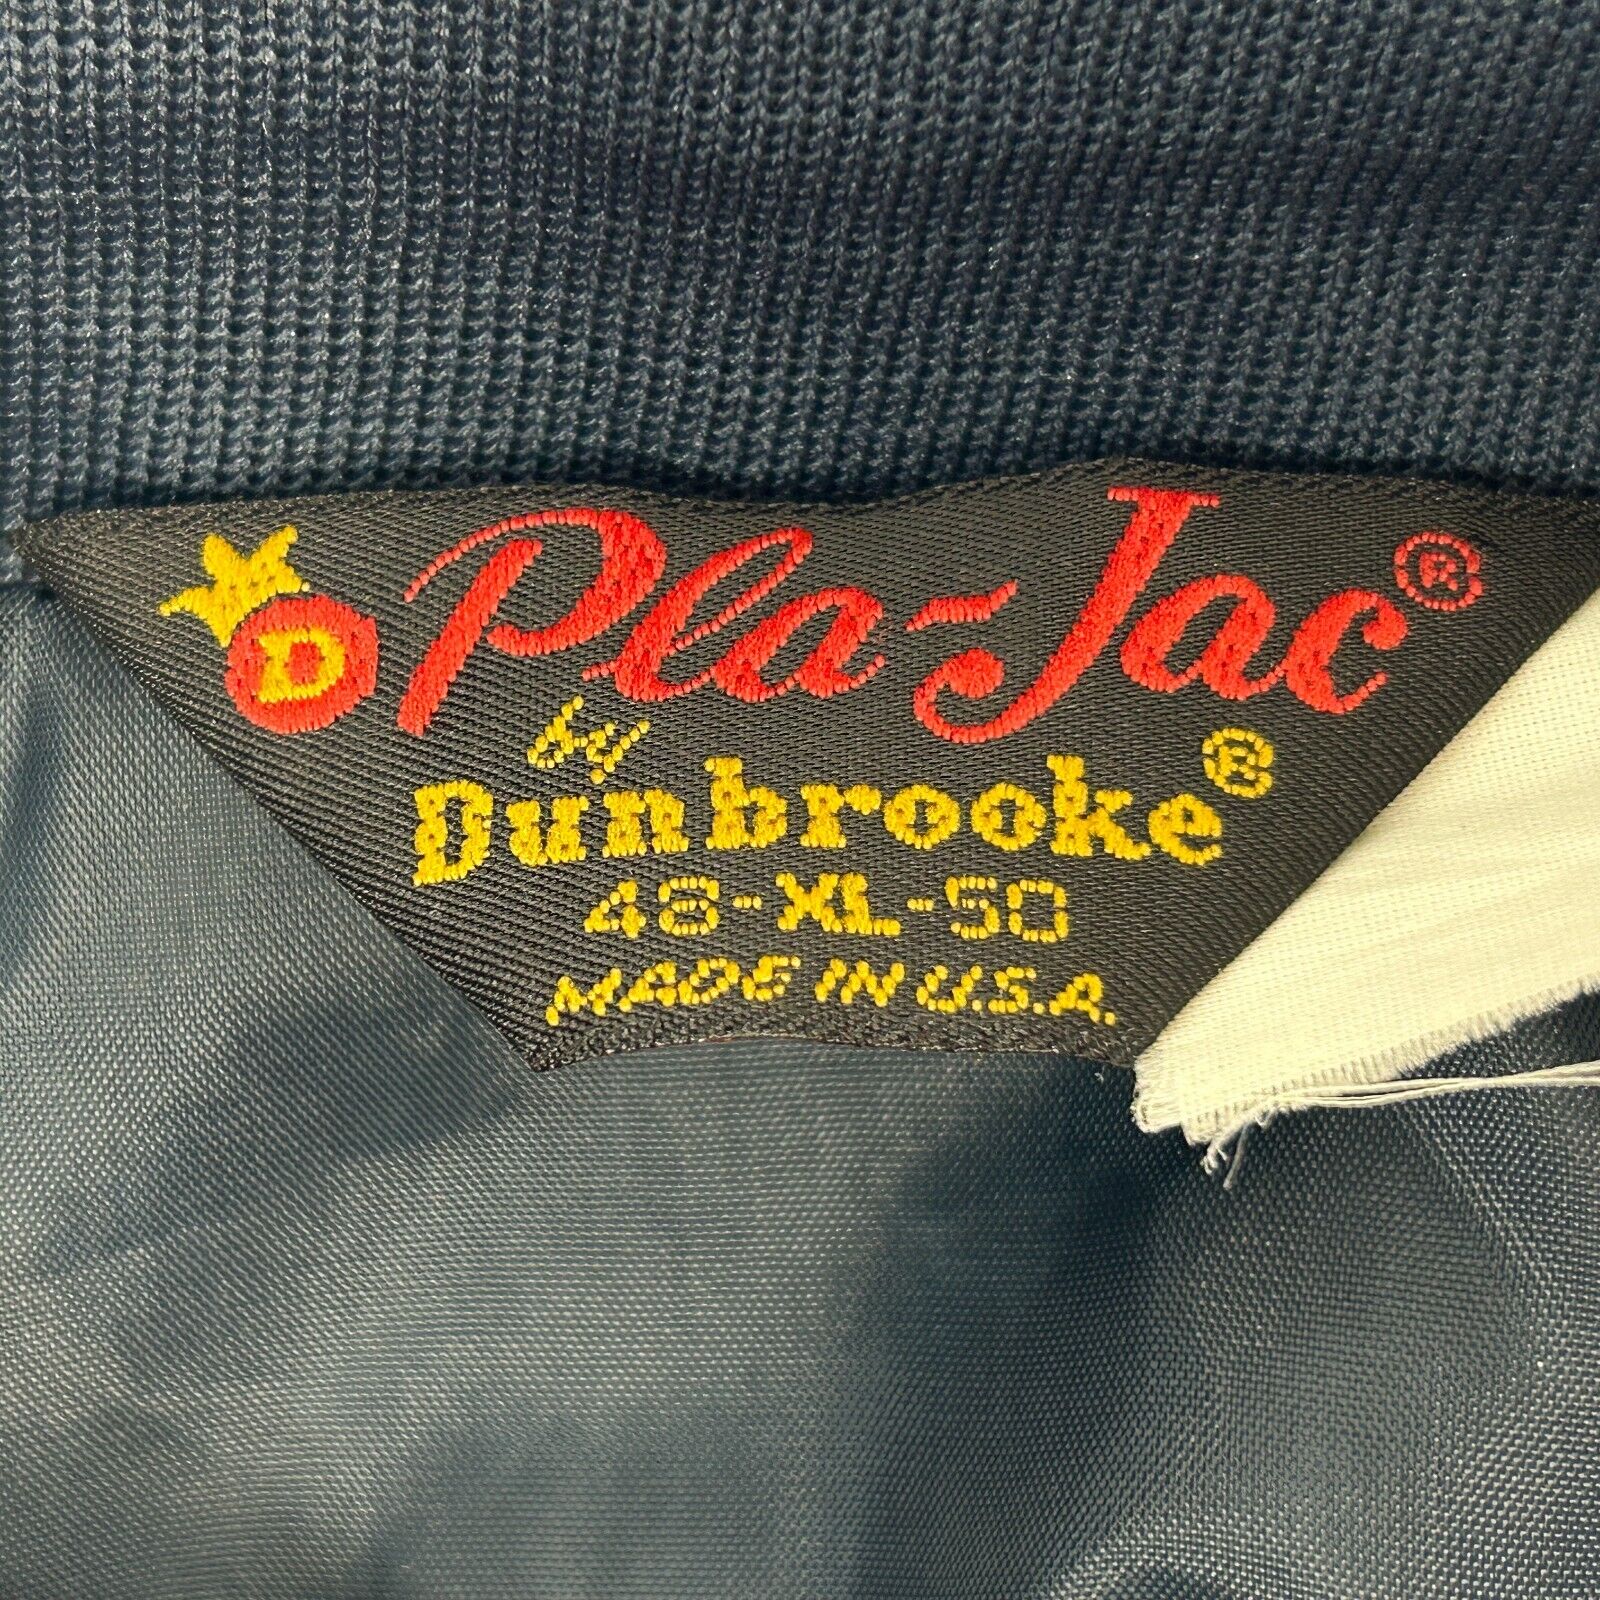 D Pla-Jac®
by
Dunbrooke®
48-XL-50
MADE IN U.S.A.